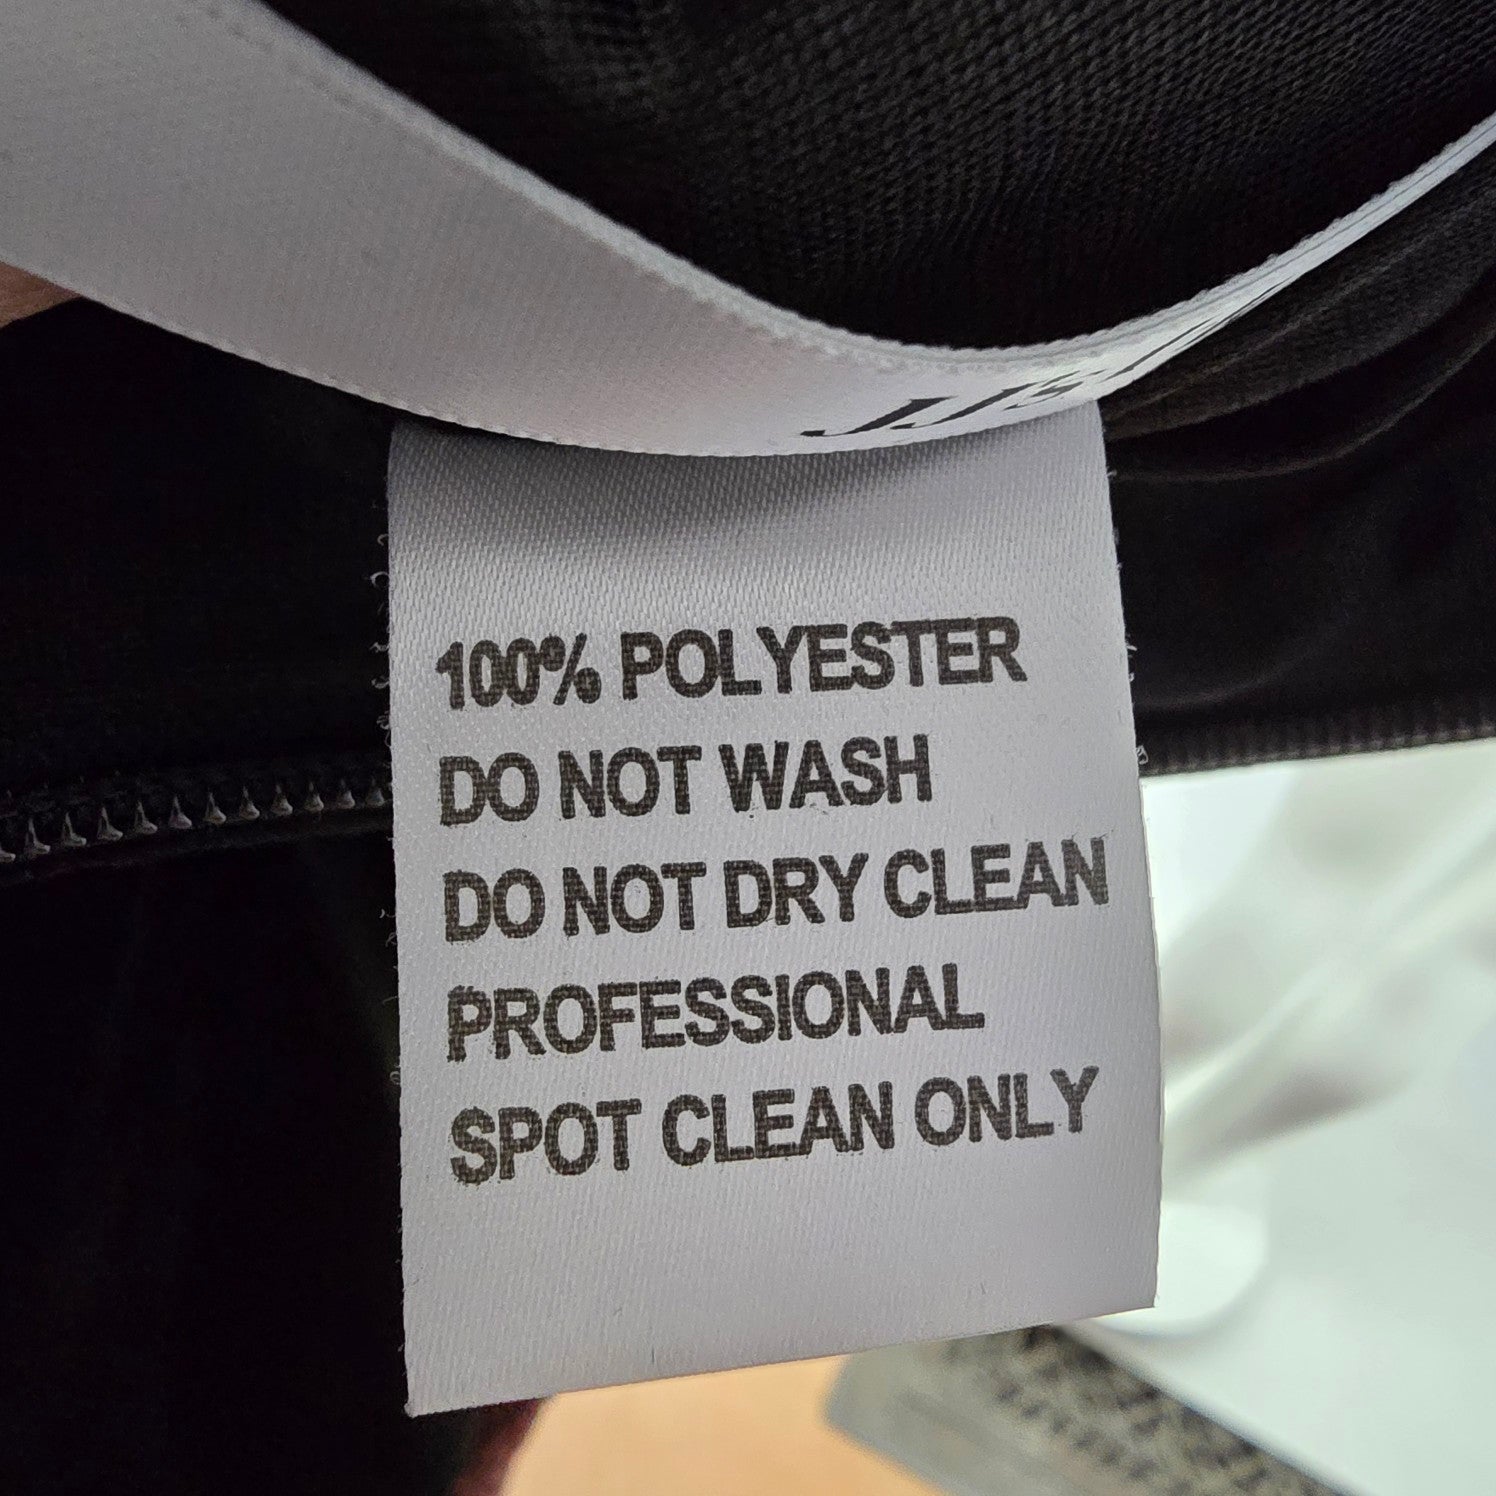 100% POLYESTER
DO NOT WASH
DO NOT DRY CLEAN
PROFESSIONAL
SPOT CLEAN ONLY